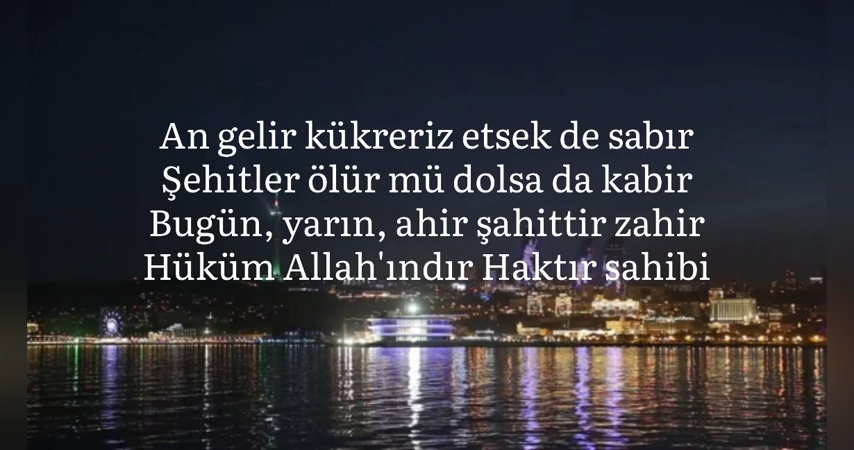 An gelir kükreriz etsek de sabır
Şehitler ölür mü dolsa da kabir
Bugün, yarın, ahir şahittir zahir
Hüküm Allah'ındır Haktır sahibi